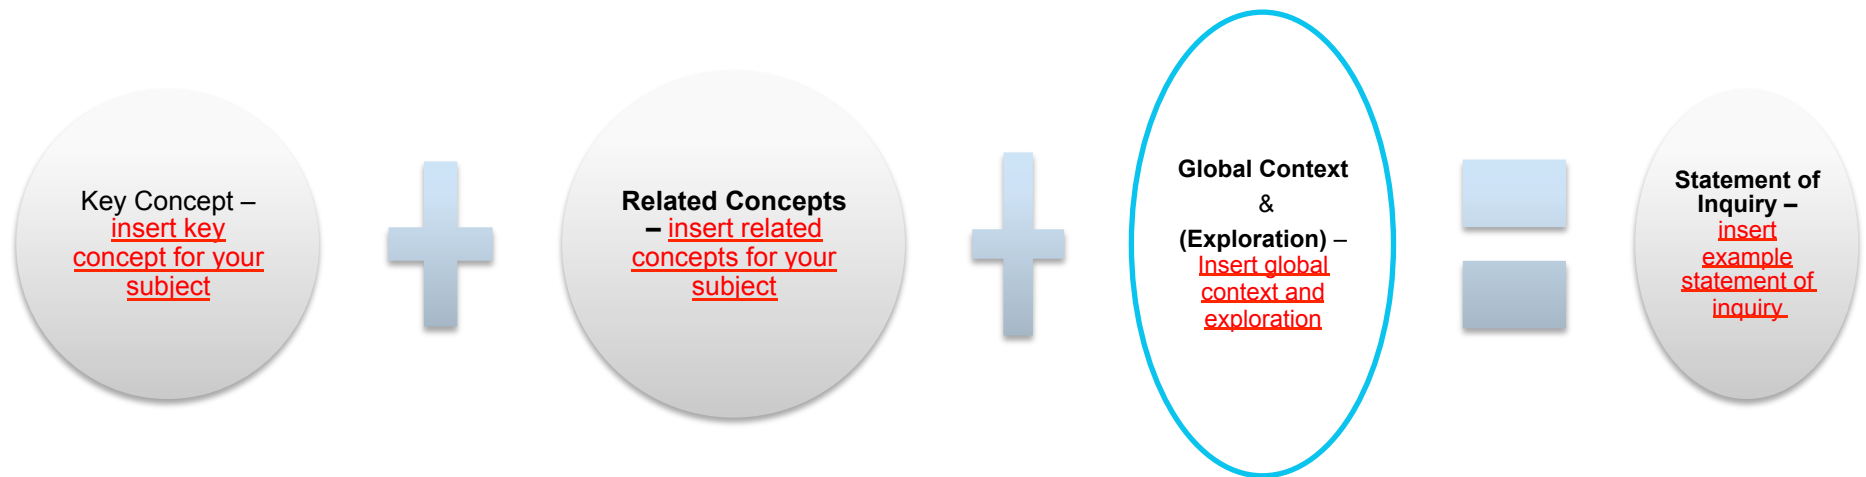 Key Concept –
insert key
concept for your
subject
Related Concepts
– insert related
concepts for your
subject
Global Context
&
(Exploration) –
Insert global
context and
exploration
Statement of
Inquiry –
insert
example
statement of
inquiry